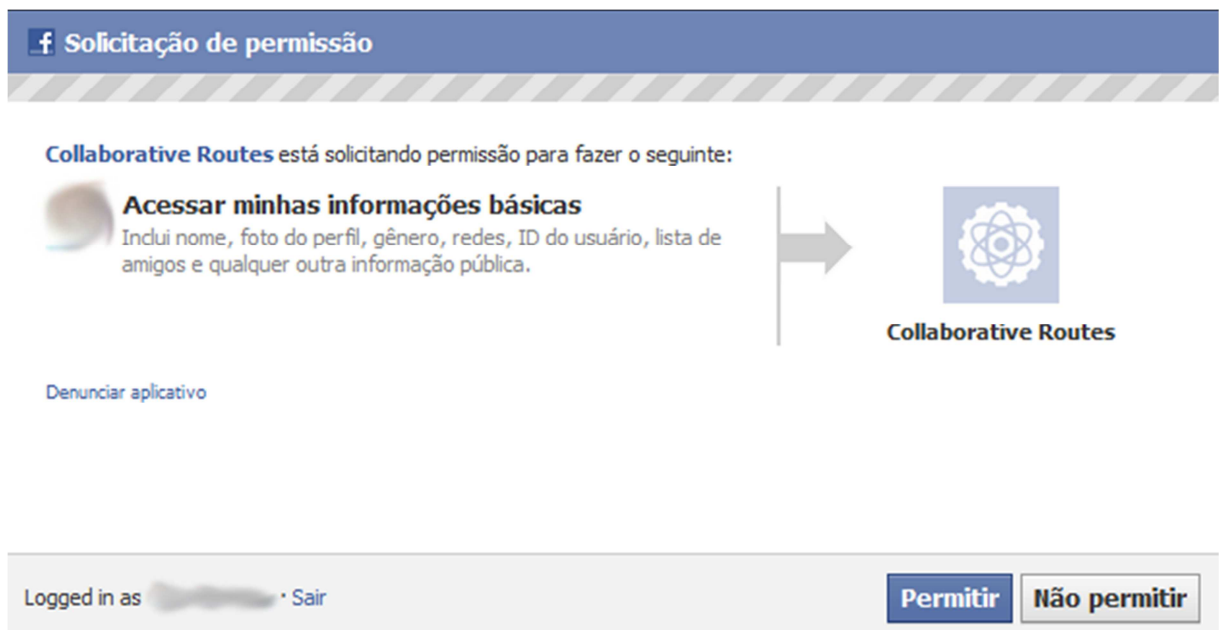 f Solicitação de permissão
Collaborative Routes está solicitando permissão para fazer o seguinte:
Acessar minhas informações básicas
Inclui nome, foto do perfil, gênero, redes, ID do usuário, lista de
amigos e qualquer outra informação pública.
Collaborative Routes
Denunciar aplicativo
Logged in as · Sair
Permitir Não permitir